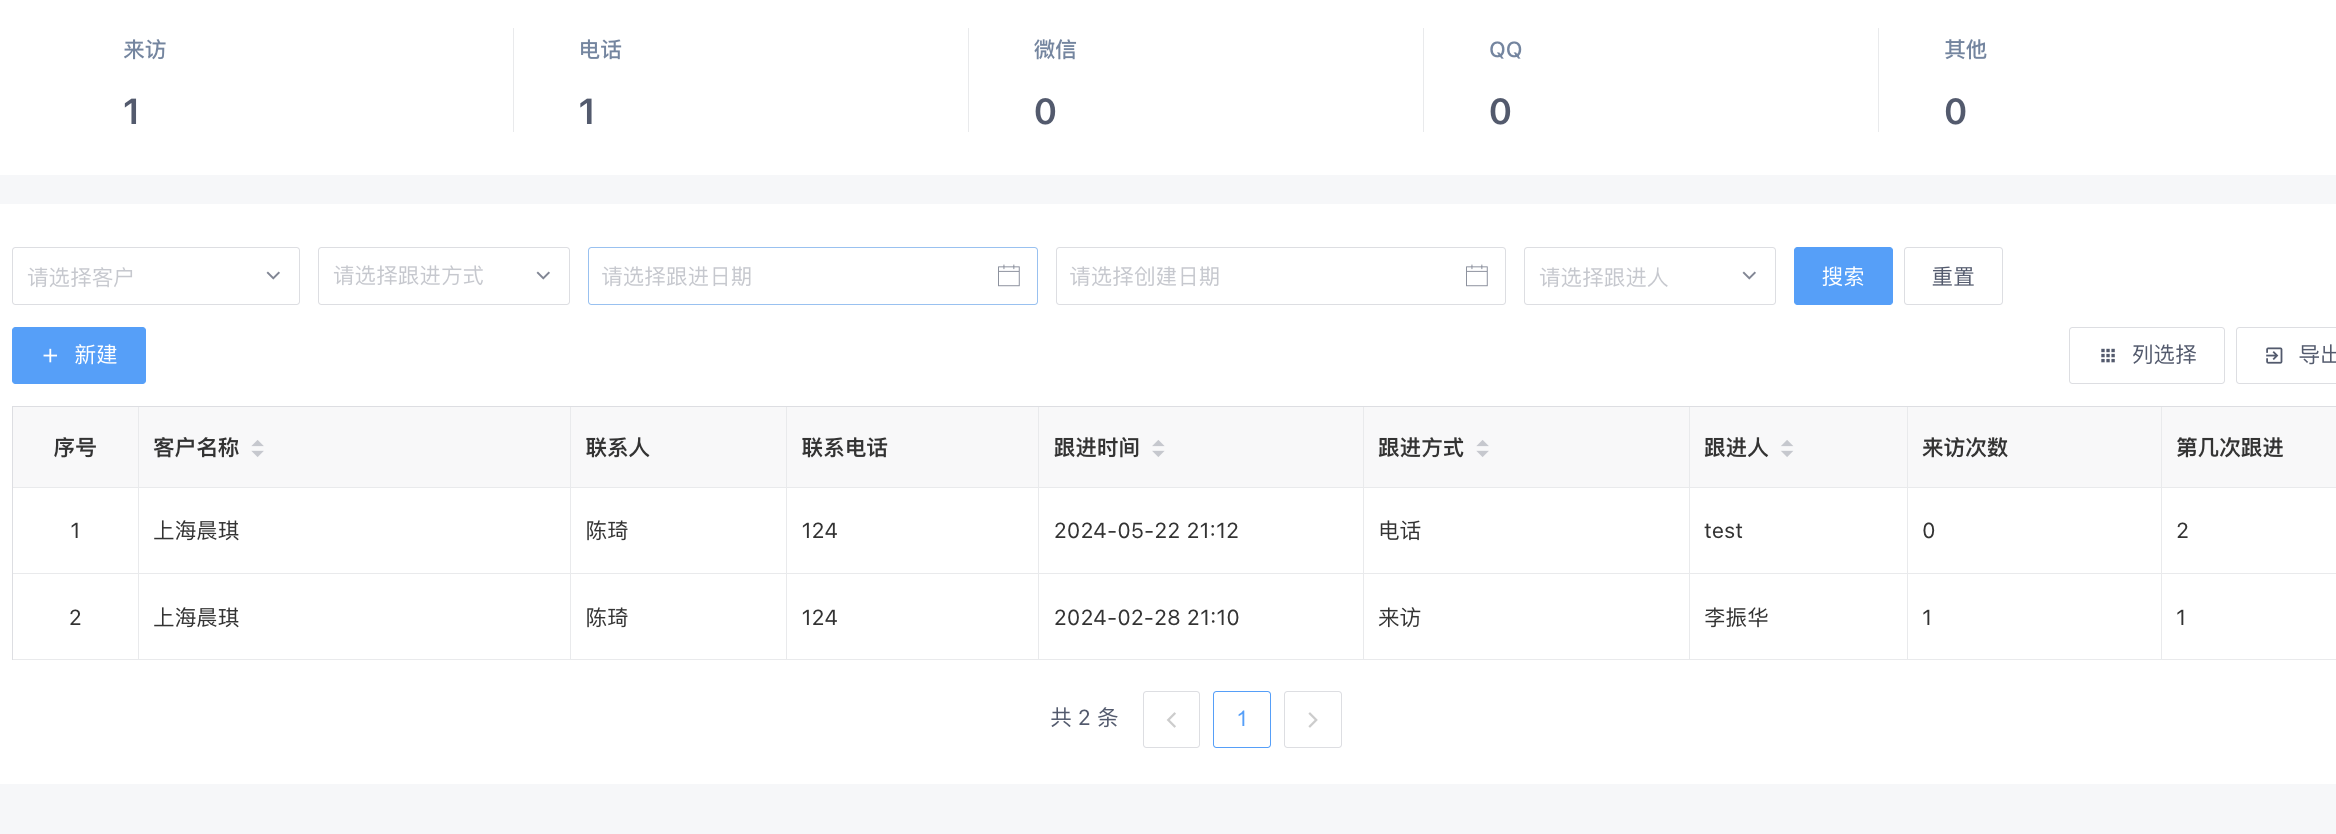 来访 电话 微信 QQ 其他
1 1 0 0 0
请选择客户 请选择跟进方式 请选择跟进日期 请选择创建日期 请选择跟进人 搜索 重置
+ 新建 列选择 导出
序号 客户名称 联系人 联系电话 跟进时间 跟进方式 跟进人 来访次数 第几次跟进
1 上海晨琪 陈琦 124 2024-05-22 21:12 电话 test 0 2
2 上海晨琪 陈琦 124 2024-02-28 21:10 来访 李振华 1 1
共 2 条 1